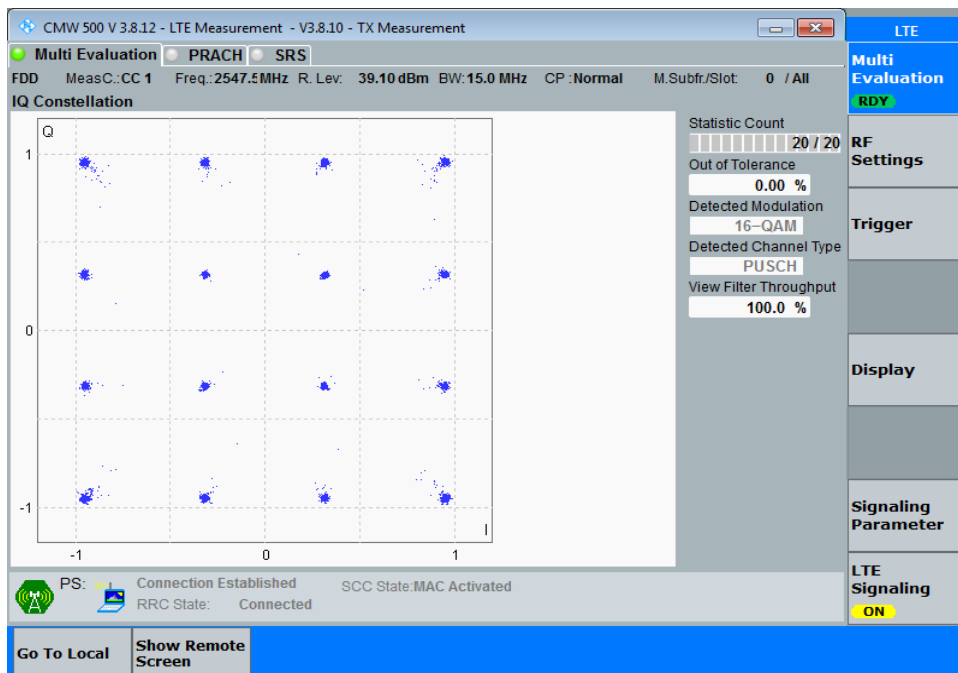 CMW 500 V 3.8.12 - LTE Measurement - V3.8.10 - TX Measurement
LTE
Multi Evaluation PRACH SRS
FDD MeasC.:CC 1 Freq.:2547.5MHz R. Lev: 39.10 dBm BW:15.0 MHz CP :Normal M.Subfr./Slot: 0 / All
IQ Constellation
Q
1
0
-1
-1 0 1
I
Statistic Count
20 / 20
Out of Tolerance
0.00 %
Detected Modulation
16-QAM
Detected Channel Type
PUSCH
View Filter Throughput
100.0 %
Multi
Evaluation
RDY
RF
Settings
Trigger
Display
Signaling
Parameter
LTE
Signaling
ON
PS: Connection Established SCC State:MAC Activated
RRC State: Connected
Go To Local
Show Remote
Screen